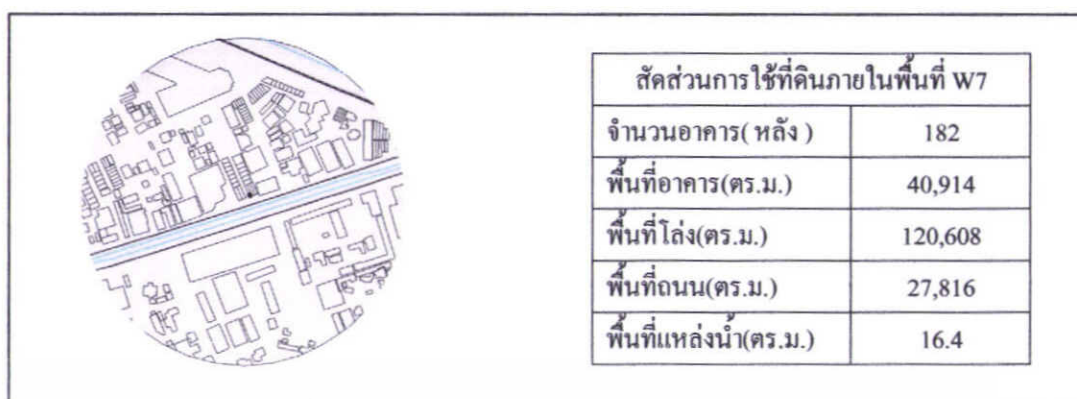 สัดส่วนการใช้ที่ดินภายในพื้นที่ W7
จำนวนอาคาร( หลัง ) 182
พื้นที่อาคาร(ตร.ม.) 40,914
พื้นที่โล่ง(ตร.ม.) 120,608
พื้นที่ถนน(ตร.ม.) 27,816
พื้นที่แหล่งน้ำ(ตร.ม.) 16.4